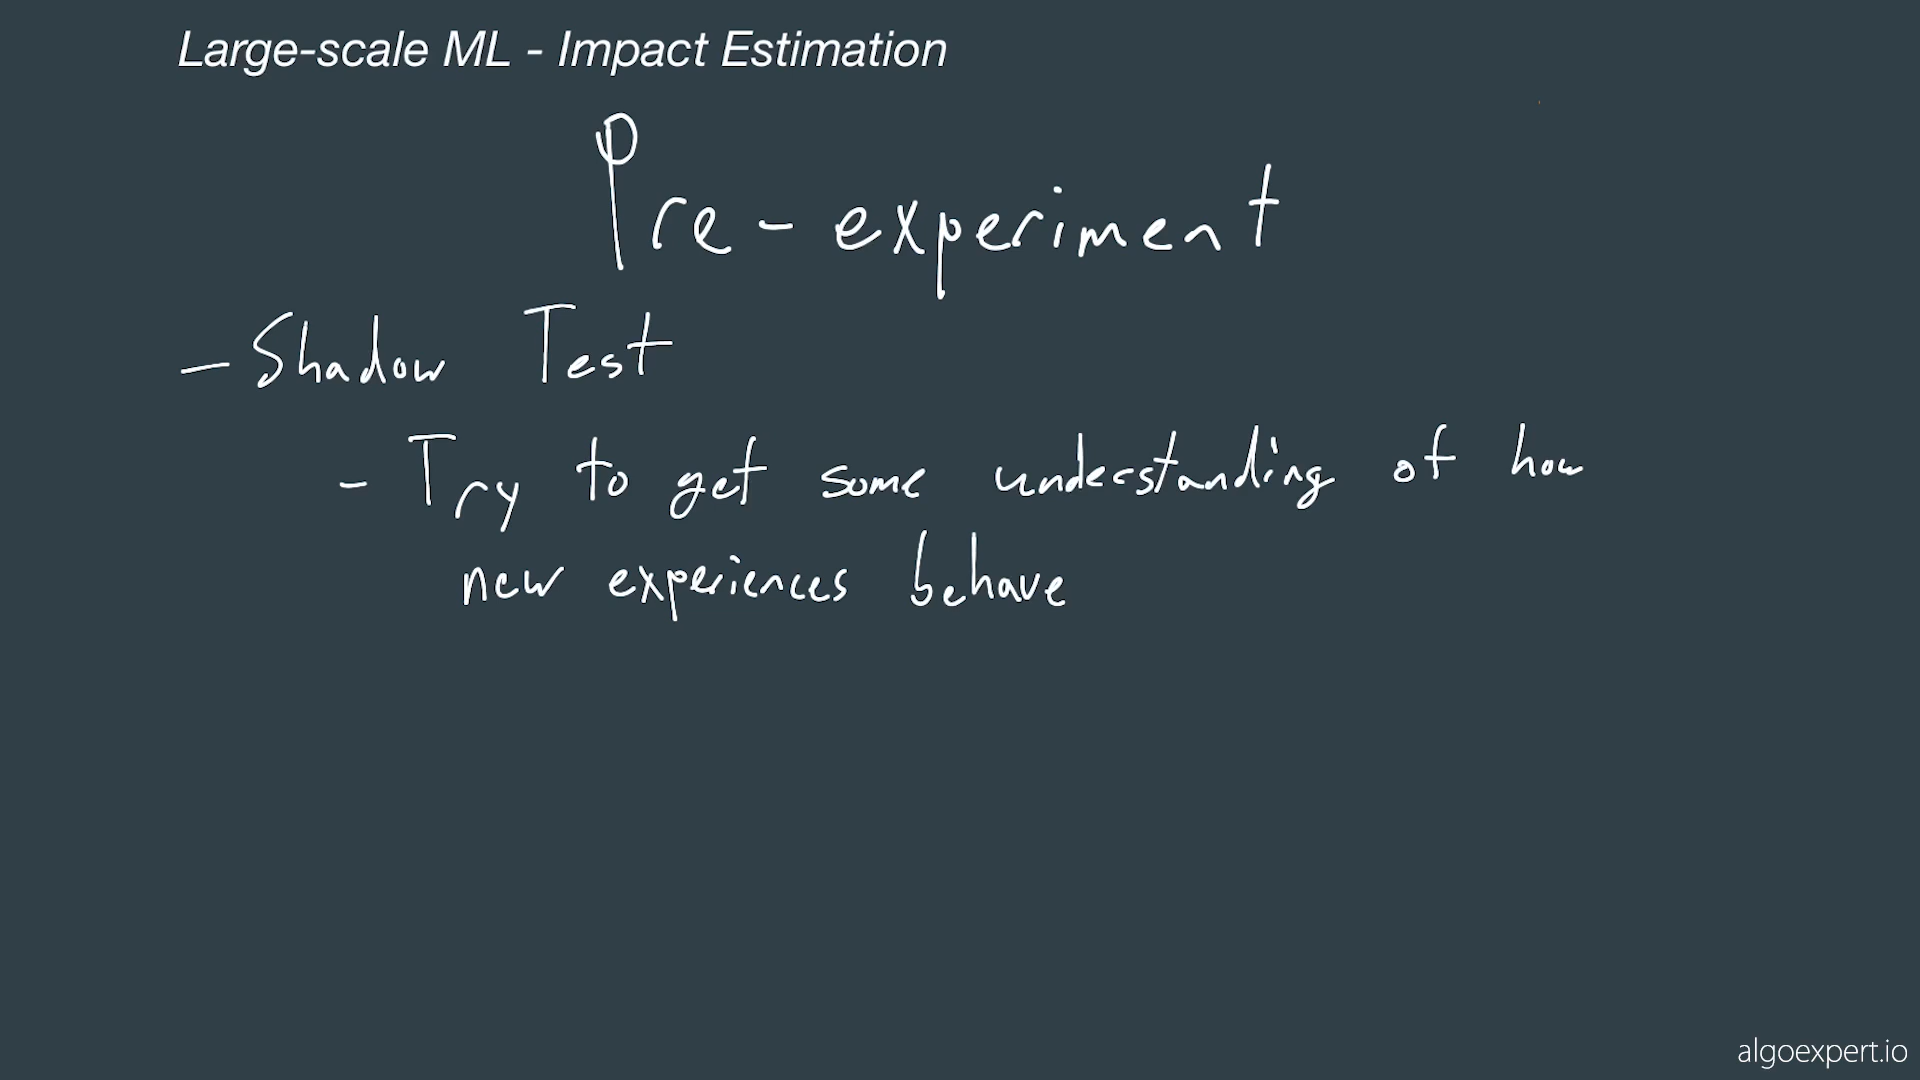 Large-scale ML - Impact Estimation
Pre-experiment
- Shadow Test
- Try to get some understanding of how
new experiences behave
algoexpert.io